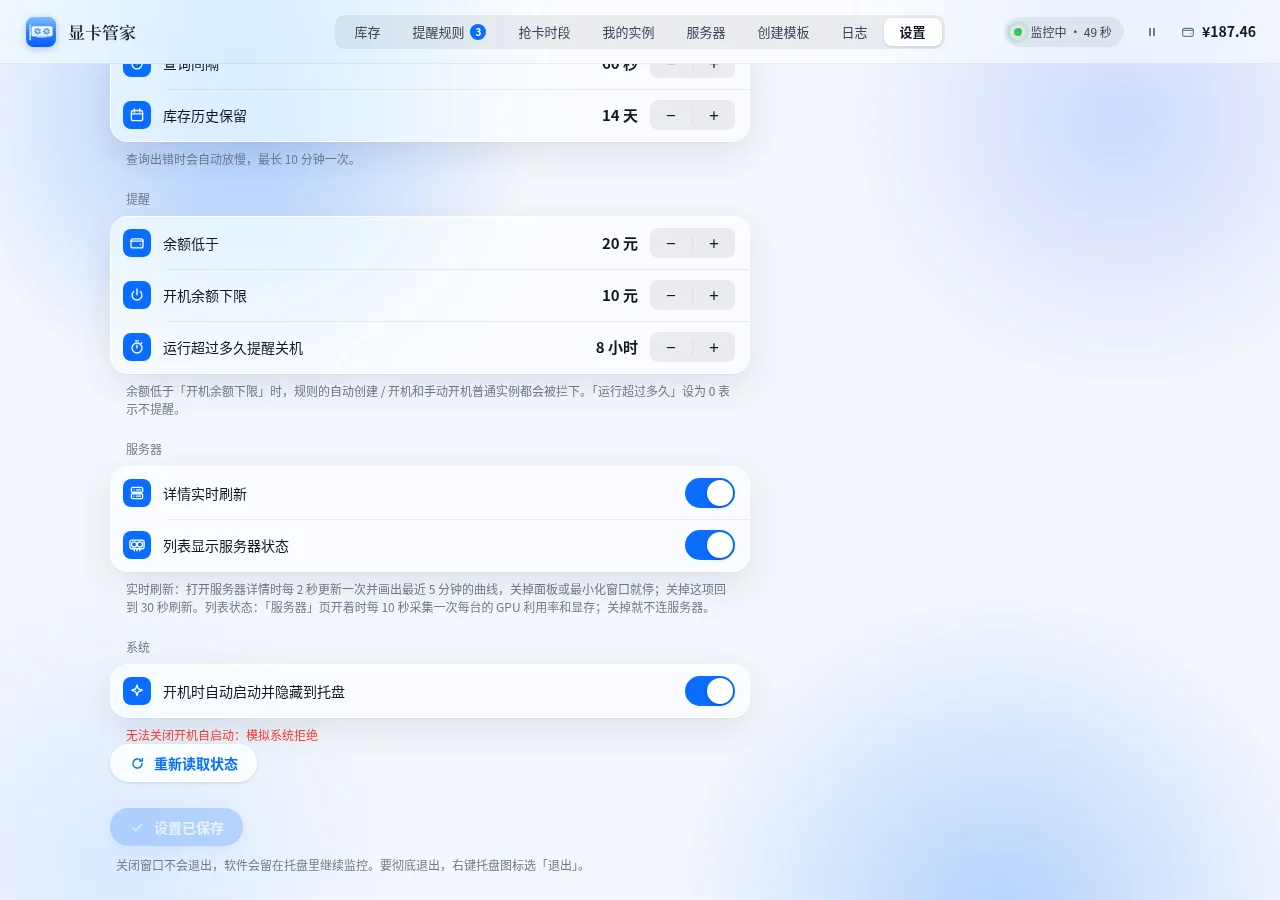 显卡管家
库存
提醒规则 3
抢卡时段
我的实例
服务器
创建模板
日志
设置
监控中 · 49 秒
¥187.46
查询间隔 60 秒 − +
库存历史保留 14 天 − +
查询出错时会自动放慢，最长 10 分钟一次。
提醒
余额低于 20 元 − +
开机余额下限 10 元 − +
运行超过多久提醒关机 8 小时 − +
余额低于「开机余额下限」时，规则的自动创建 / 开机和手动开机普通实例都会被拦下。「运行超过多久」设为 0 表
示不提醒。
服务器
详情实时刷新
列表显示服务器状态
实时刷新：打开服务器详情时每 2 秒更新一次并画出最近 5 分钟的曲线，关掉面板或最小化窗口就停；关掉这项回
到 30 秒刷新。列表状态：「服务器」页开着时每 10 秒采集一次每台的 GPU 利用率和显存；关掉就不连服务器。
系统
开机时自动启动并隐藏到托盘
无法关闭开机自启动：模拟系统拒绝
重新读取状态
设置已保存
关闭窗口不会退出，软件会留在托盘里继续监控。要彻底退出，右键托盘图标选「退出」。